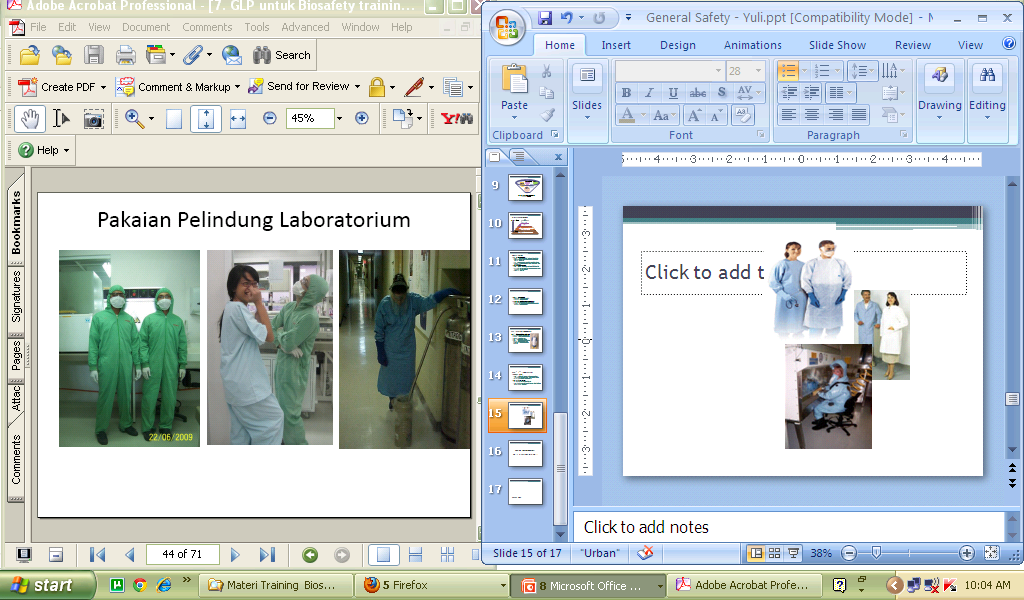 Adobe Acrobat Professional - [7. GLP untuk Biosafety trainin...
File Edit View Document Comments Tools Advanced Window Help
Search
Create PDF Comment & Markup Send for Review
45%
Help
Bookmarks
Signatures
Pages
Attac
Comments
Pakaian Pelindung Laboratorium
22/06/2009
44 of 71
General Safety - Yuli.ppt [Compatibility Mode] - M
Home Insert Design Animations Slide Show Review View
Paste
Slides
28
B I U abc S AV
A Aa A A
Drawing
Editing
Clipboard Font Paragraph
9
10
11
12
13
14
15
16
17
Click to add t
Click to add notes
Slide 15 of 17 "Urban" 38%
start
Materi Training Bios...
5 Firefox
8 Microsoft Office ...
Adobe Acrobat Profe...
10:04 AM